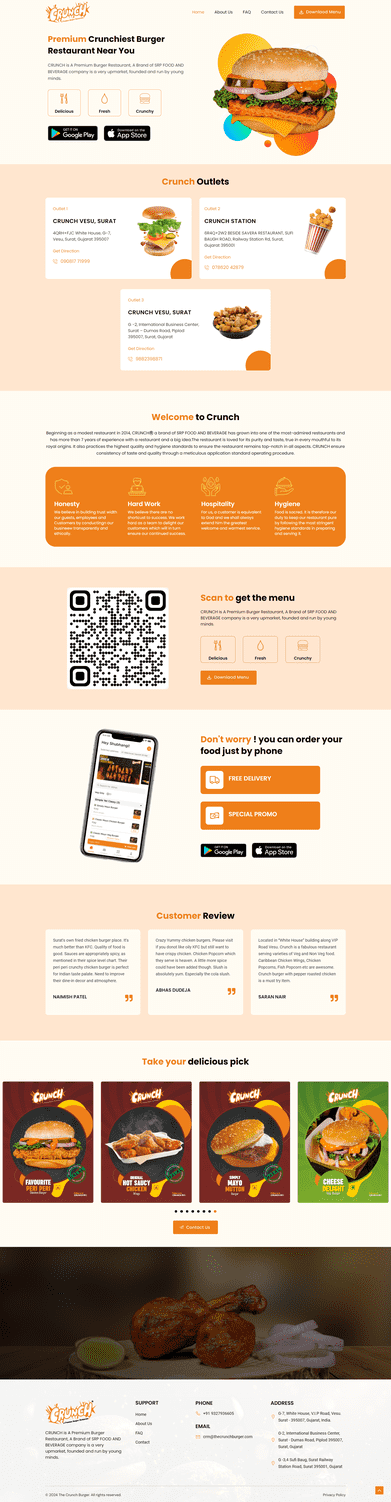 CRUNCH
Home
About Us
FAQ
Contact Us
Download Menu
Premium Crunchiest Burger
Restaurant Near You
CRUNCH is A Premium Burger Restaurant, A Brand of SRP FOOD AND
BEVERAGE company is a very upmarket, founded and run by young
minds.
Delicious
Fresh
Crunchy
GET IT ON
Google Play
Download on the
App Store
Crunch Outlets
Outlet 1
CRUNCH VESU, SURAT
4QRH+FJC White House, G-7,
Vesu, Surat, Gujarat 395007
Get Direction
Outlet 2
CRUNCH STATION
Railway Station Rd, Surat,
Gujarat 395001
Get Direction
Outlet 3
CRUNCH VESU, SURAT
G -2, International Business Center,
Surat - Dumas Road, Piplod
395007, Surat, Gujarat
Get Direction
Welcome to Crunch
Beginning as a modest restaurant in 2014, CRUNCH® a brand of SRP FOOD AND BEVERAGE has grown into one of the most-admired restaurants and
has more than 7 years of experience with a restaurant and a big idea.The restaurant is loved for its purity and taste, true in every mouthful to its
royal origins. It also practices the highest quality and hygiene standards to ensure the restaurant remains top-notch in all aspects. CRUNCH ensure
consistency of taste and quality through a meticulous application standard operating procedure.
Honesty
We believe in building trust with
our guests, employees and
Customers by conducting our
business transparently and
ethically.
Hard Work
We believe there are no
shortcut to success. We work
hard as a team to delight our
customers which will in turn
ensure our continued success.
Hospitality
For us, a customer is equivalent
to God and we shall always
extend him the greatest
welcome and warmest service
Hygiene
Food is sacred. It is therefore our
duty to keep our restaurant pure
by following the most stringent
hygiene standards in preparing
and serving it.
Scan to get the menu
CRUNCH is A Premium Burger Restaurant, A Brand of SRP FOOD AND
BEVERAGE company is a very upmarket, founded and run by young
minds.
Delicious
Fresh
Crunchy
Download Menu
Don't worry ! you can order your
food just by phone
FREE DELIVERY
SPECIAL PROMO
GET IT ON
Google Play
Download on the
App Store
Hey Shubhangi!
Customer Review
Surat's own fried chicken burger place. It's
much better than KFC. Quality of food is
good. Sauces are appropriately spicy, as
mentioned in their spice level chart. Their
peri peri crunchy chicken burger is perfect
for Indian taste palate. Need to improve
their dine-in decor and atmosphere.
NAIMISH PATEL
Crazy Yummy chicken burgers. Please visit
if you donot like oily KFC but still want to
have crispy chicken. Chicken Popcorn which
they serve is heaven. A little more spice
could have been added though. Slush is
absolutely yum. Especially the cola slush.
ABHAS DUDEJA
Located in "White House" building along VIP
Road Vesu. Crunch is a fabulous restaurant
serving varieties of veg and Non Veg food.
Caribbean Chicken Wings, Chicken
Popcorns, Fish Popcorn etc are awesome.
Crunch burger with pepper roasted chicken
is a must try item.
SARAN NAIR
Take your delicious pick
CRUNCH
FAVOURITE
PERI PERI
CRUNCH
ORIGINAL
HOT SAUCY
CHICKEN
CRUNCH
SIMPLY
MAYO
MUTTON
CRUNCH
CHEESE
DELIGHT
Contact Us
CRUNCH
CRUNCH is A Premium Burger
Restaurant, A Brand of SRP FOOD AND
BEVERAGE company is a very
upmarket, founded and run by young
minds.
SUPPORT
Home
About Us
FAQ
Contact
PHONE
+91 9327936605
EMAIL
crm@thecrunchburger.com
ADDRESS
G-7, White House, V.I.P Road, Vesu,
Surat - 395007, Gujarat, India
G-2, International Business Center,
Surat - Dumas Road, Piplod 395007,
Surat, Gujarat
G -3,4 Sufi Baug, Surat Railway
Station Road, Surat 395001, Gujarat
© 2024 The Crunch Burger. All rights reserved
Privacy Policy